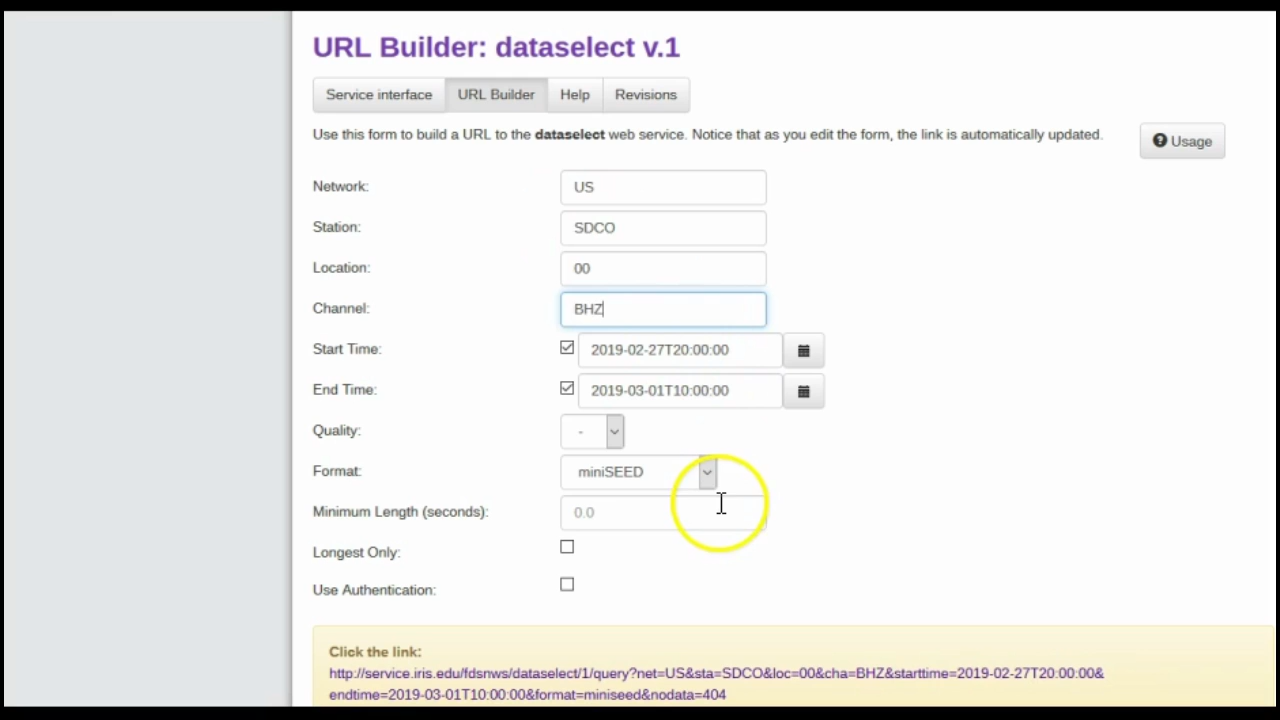 URL Builder: dataselect v.1
Service interface URL Builder Help Revisions
Use this form to build a URL to the dataselect web service. Notice that as you edit the form, the link is automatically updated.
Usage
Network: US
Station: SDCO
Location: 00
Channel: BHZ
Start Time: 2019-02-27T20:00:00
End Time: 2019-03-01T10:00:00
Quality: -
Format: miniSEED
Minimum Length (seconds): 0.0
Longest Only:
Use Authentication:
Click the link:
http://service.iris.edu/fdsnws/dataselect/1/query?net=US&sta=SDCO&loc=00&cha=BHZ&starttime=2019-02-27T20:00:00&
endtime=2019-03-01T10:00:00&format=miniseed&nodata=404